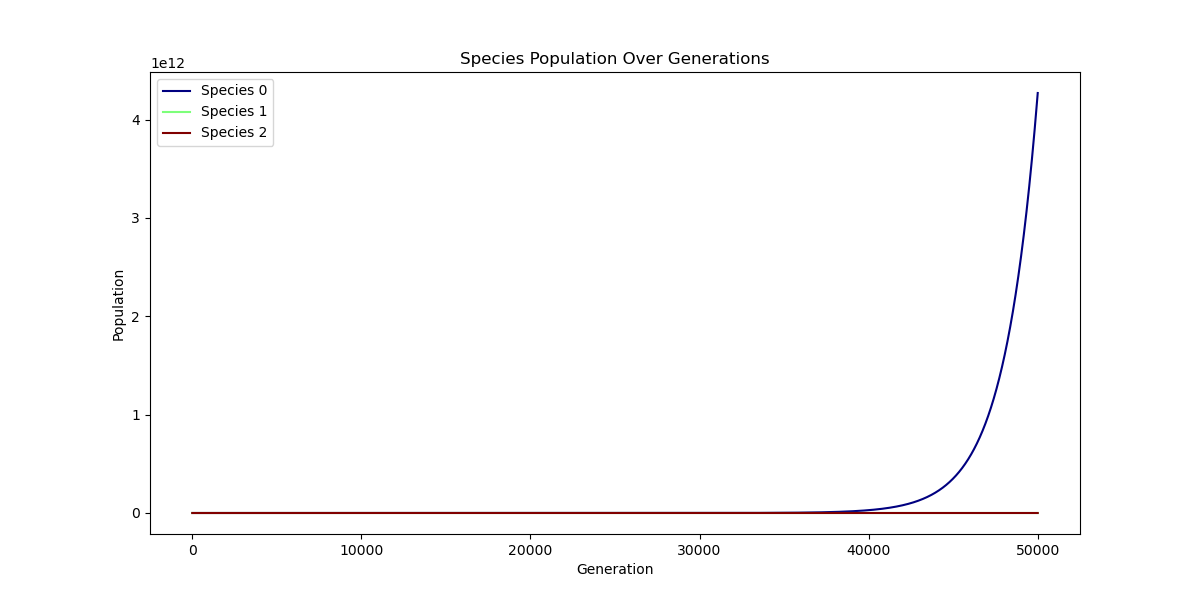 Species Population Over Generations
1e12
Species 0
Species 1
Species 2
4
3
2
1
0
Population
0 10000 20000 30000 40000 50000
Generation